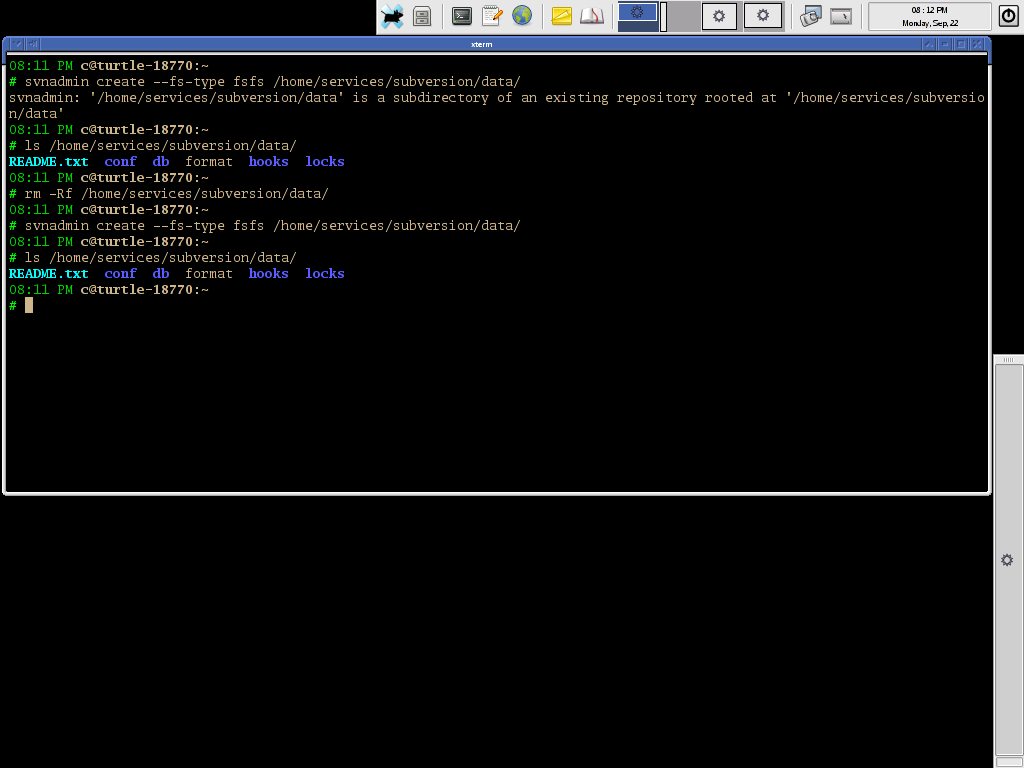 08 : 12 PM
Monday, Sep, 22
xterm
08:11 PM c@turtle-18770:~
# svnadmin create --fs-type fsfs /home/services/subversion/data/
svnadmin: '/home/services/subversion/data' is a subdirectory of an existing repository rooted at '/home/services/subversio
n/data'
08:11 PM c@turtle-18770:~
# ls /home/services/subversion/data/
README.txt  conf  db  format  hooks  locks
08:11 PM c@turtle-18770:~
# rm -Rf /home/services/subversion/data/
08:11 PM c@turtle-18770:~
# svnadmin create --fs-type fsfs /home/services/subversion/data/
08:11 PM c@turtle-18770:~
# ls /home/services/subversion/data/
README.txt  conf  db  format  hooks  locks
08:11 PM c@turtle-18770:~
#